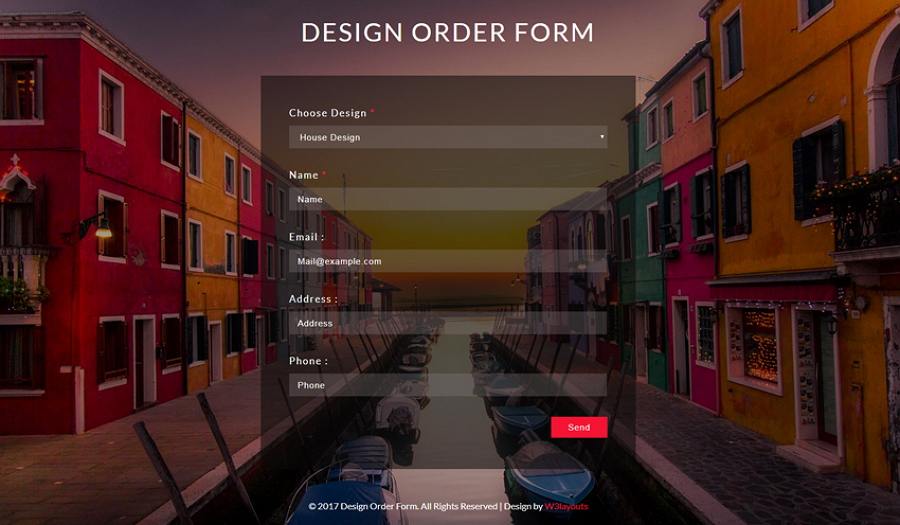 DESIGN ORDER FORM
Choose Design *
House Design
Name *
Name
Email :
Mail@example.com
Address :
Address
Phone :
Phone
Send
© 2017 Design Order Form. All Rights Reserved | Design by W3layouts